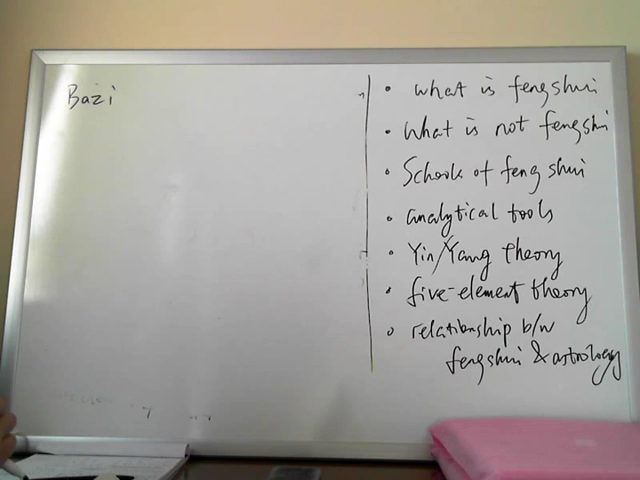 Bazi
• what is fengshui
• What is not fengshi
• Schools of feng shui
• analytical tools
• Yin/Yang theory
• five-element theory
• relationship b/w
fengshui & astrology